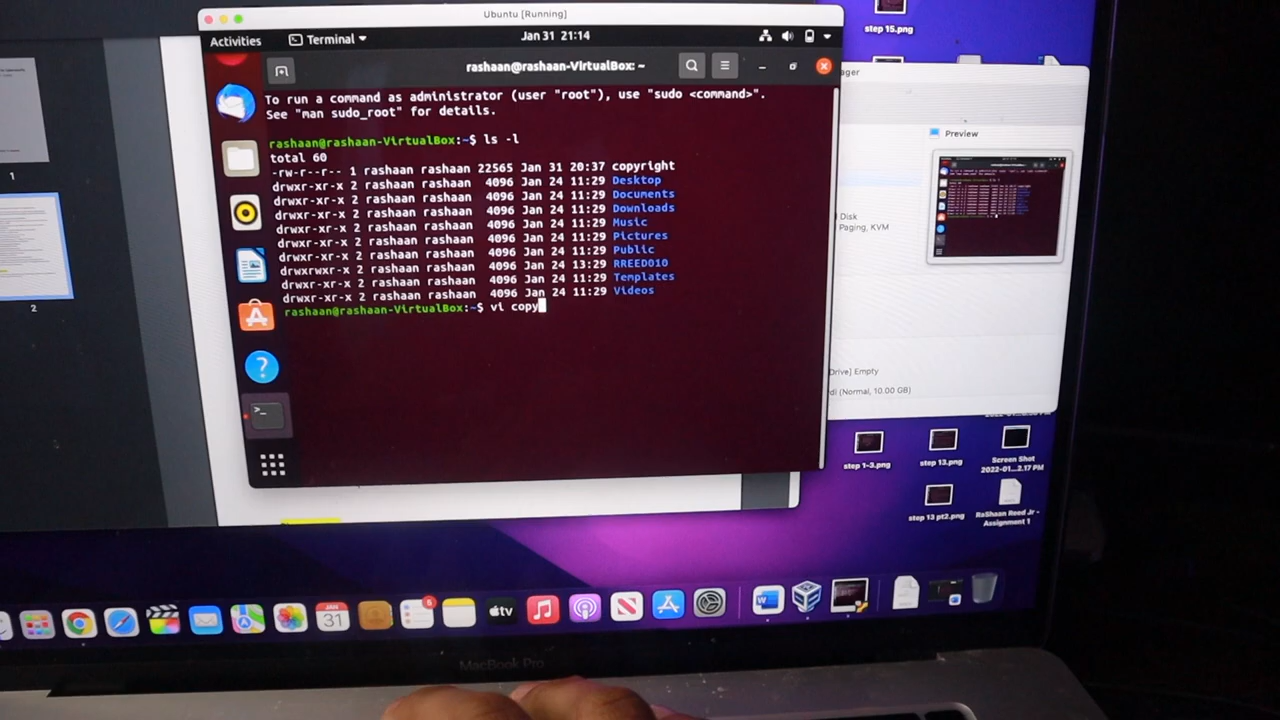 Ubuntu [Running]
Activities
Terminal
Jan 31 21:14
rashaan@rashaan-VirtualBox: ~
To run a command as administrator (user "root"), use "sudo <command>".
See "man sudo_root" for details.
rashaan@rashaan-VirtualBox:~$ ls -l
total 60
-rw-r--r-- 1 rashaan rashaan 22565 Jan 31 20:37 copyright
drwxr-xr-x 2 rashaan rashaan 4096 Jan 24 11:29 Desktop
drwxr-xr-x 2 rashaan rashaan 4096 Jan 24 11:29 Documents
drwxr-xr-x 2 rashaan rashaan 4096 Jan 24 11:29 Downloads
drwxr-xr-x 2 rashaan rashaan 4096 Jan 24 11:29 Music
drwxr-xr-x 2 rashaan rashaan 4096 Jan 24 11:29 Pictures
drwxr-xr-x 2 rashaan rashaan 4096 Jan 24 11:29 Public
drwxrwxr-x 2 rashaan rashaan 4096 Jan 24 13:29 RREED010
drwxr-xr-x 2 rashaan rashaan 4096 Jan 24 11:29 Templates
drwxr-xr-x 2 rashaan rashaan 4096 Jan 24 11:29 Videos
rashaan@rashaan-VirtualBox:~$ vi copy
step 15.png
ager
Preview
Disk
Paging, KVM
Drive] Empty
di (Normal, 10.00 GB)
step 1-3.png
step 13.png
Screen Shot
2022-01...2.17 PM
step 13 pt2.png
RaShaan Reed Jr -
Assignment 1
1
2
JAN
31
tv
MacBook Pro